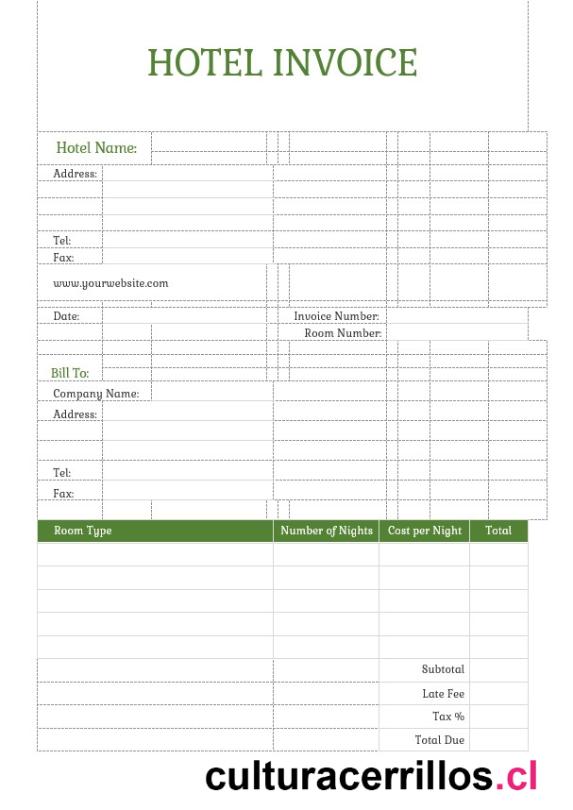 HOTEL INVOICE
Hotel Name:
Address:
Tel:
Fax:
www.yourwebsite.com
Date: Invoice Number:
Room Number:
Bill To:
Company Name:
Address:
Tel:
Fax:
Room Type Number of Nights Cost per Night Total
Subtotal
Late Fee
Tax %
Total Due
culturacerrillos.cl